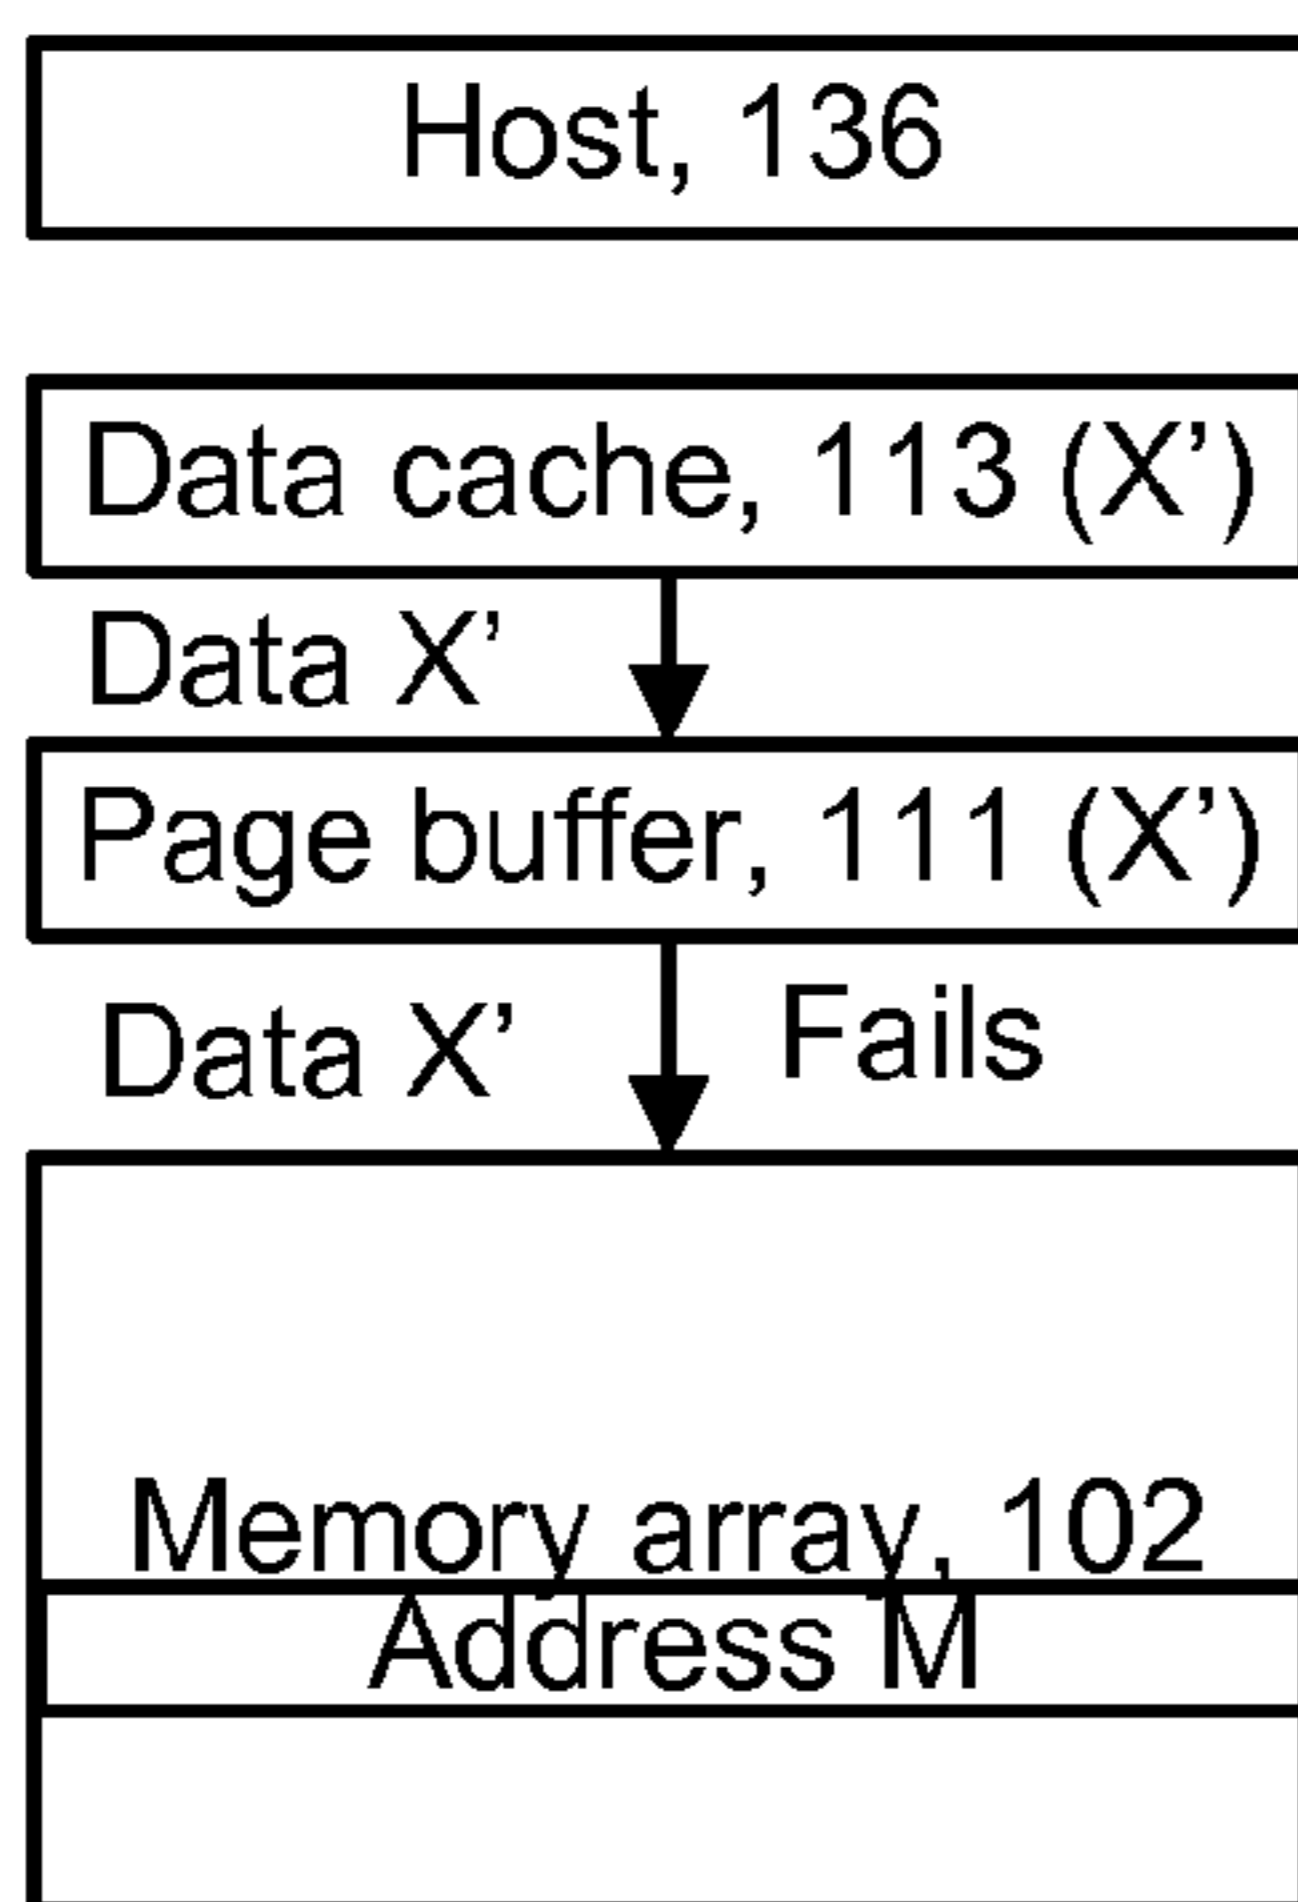 Host, 136
Data cache, 113 (X’)
Data X’
Page buffer, 111 (X’)
Data X’ Fails
Memory array, 102
Address M